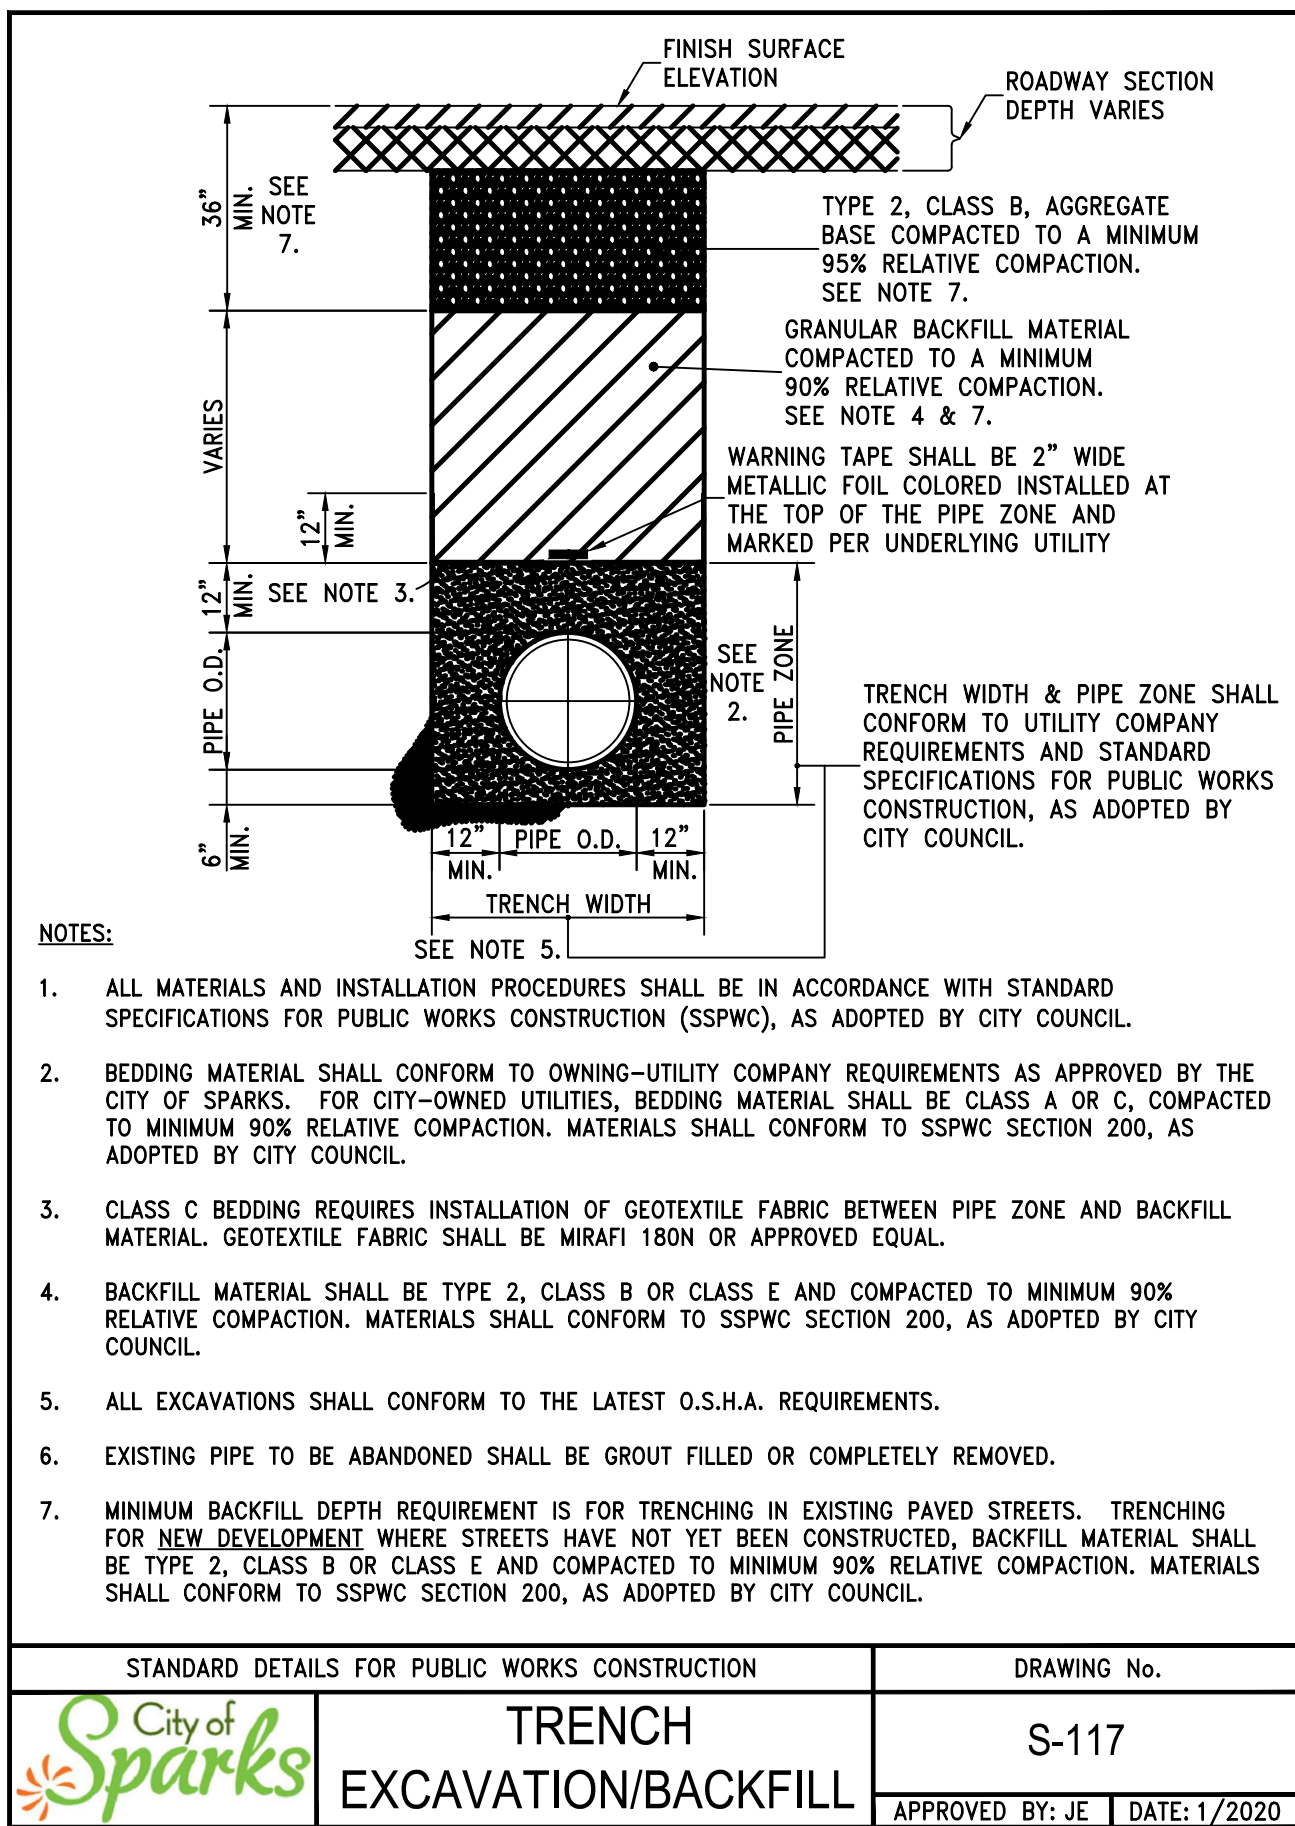 FINISH SURFACE
ELEVATION
ROADWAY SECTION
DEPTH VARIES
36"
MIN.
SEE
NOTE
7.
TYPE 2, CLASS B, AGGREGATE
BASE COMPACTED TO A MINIMUM
95% RELATIVE COMPACTION.
SEE NOTE 7.
GRANULAR BACKFILL MATERIAL
COMPACTED TO A MINIMUM
90% RELATIVE COMPACTION.
SEE NOTE 4 & 7.
VARIES
WARNING TAPE SHALL BE 2" WIDE
METALLIC FOIL COLORED INSTALLED AT
THE TOP OF THE PIPE ZONE AND
MARKED PER UNDERLYING UTILITY
12"
MIN.
12"
MIN.
SEE NOTE 3.
PIPE O.D.
SEE
NOTE
2.
PIPE ZONE
TRENCH WIDTH & PIPE ZONE SHALL
CONFORM TO UTILITY COMPANY
REQUIREMENTS AND STANDARD
SPECIFICATIONS FOR PUBLIC WORKS
CONSTRUCTION, AS ADOPTED BY
CITY COUNCIL.
6"
MIN.
12" PIPE O.D. 12"
MIN. MIN.
TRENCH WIDTH
SEE NOTE 5.
NOTES:
1. ALL MATERIALS AND INSTALLATION PROCEDURES SHALL BE IN ACCORDANCE WITH STANDARD
SPECIFICATIONS FOR PUBLIC WORKS CONSTRUCTION (SSPWC), AS ADOPTED BY CITY COUNCIL.
2. BEDDING MATERIAL SHALL CONFORM TO OWNING-UTILITY COMPANY REQUIREMENTS AS APPROVED BY THE
CITY OF SPARKS. FOR CITY-OWNED UTILITIES, BEDDING MATERIAL SHALL BE CLASS A OR C, COMPACTED
TO MINIMUM 90% RELATIVE COMPACTION. MATERIALS SHALL CONFORM TO SSPWC SECTION 200, AS
ADOPTED BY CITY COUNCIL.
3. CLASS C BEDDING REQUIRES INSTALLATION OF GEOTEXTILE FABRIC BETWEEN PIPE ZONE AND BACKFILL
MATERIAL. GEOTEXTILE FABRIC SHALL BE MIRAFI 180N OR APPROVED EQUAL.
4. BACKFILL MATERIAL SHALL BE TYPE 2, CLASS B OR CLASS E AND COMPACTED TO MINIMUM 90%
RELATIVE COMPACTION. MATERIALS SHALL CONFORM TO SSPWC SECTION 200, AS ADOPTED BY CITY
COUNCIL.
5. ALL EXCAVATIONS SHALL CONFORM TO THE LATEST O.S.H.A. REQUIREMENTS.
6. EXISTING PIPE TO BE ABANDONED SHALL BE GROUT FILLED OR COMPLETELY REMOVED.
7. MINIMUM BACKFILL DEPTH REQUIREMENT IS FOR TRENCHING IN EXISTING PAVED STREETS. TRENCHING
FOR NEW DEVELOPMENT WHERE STREETS HAVE NOT YET BEEN CONSTRUCTED, BACKFILL MATERIAL SHALL
BE TYPE 2, CLASS B OR CLASS E AND COMPACTED TO MINIMUM 90% RELATIVE COMPACTION. MATERIALS
SHALL CONFORM TO SSPWC SECTION 200, AS ADOPTED BY CITY COUNCIL.
STANDARD DETAILS FOR PUBLIC WORKS CONSTRUCTION
DRAWING No.
City of
Sparks
TRENCH
EXCAVATION/BACKFILL
S-117
APPROVED BY: JE
DATE: 1/2020